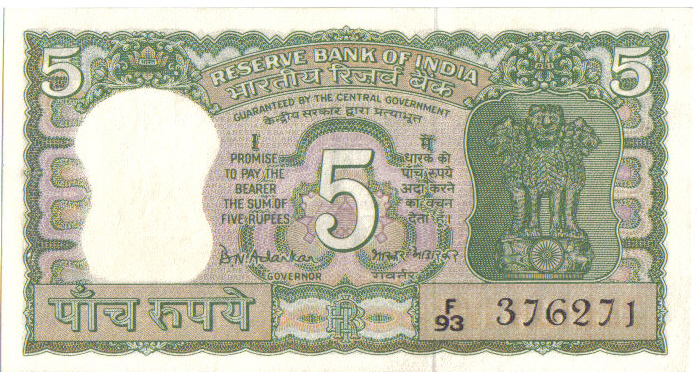 5
5
RESERVE BANK OF INDIA
भारतीय रिज़र्व बैंक
GUARANTEED BY THE CENTRAL GOVERNMENT
केन्द्रीय सरकार द्वारा प्रत्याभूत
I
PROMISE
TO PAY THE
BEARER
THE SUM OF
FIVE RUPEES
5
मैं
धारक को
पाँच रुपये
अदा करने
का वचन
देता हूँ।
B.N. Adarkar
GOVERNOR
गवर्नर
पाँच रुपये
F
93
376271